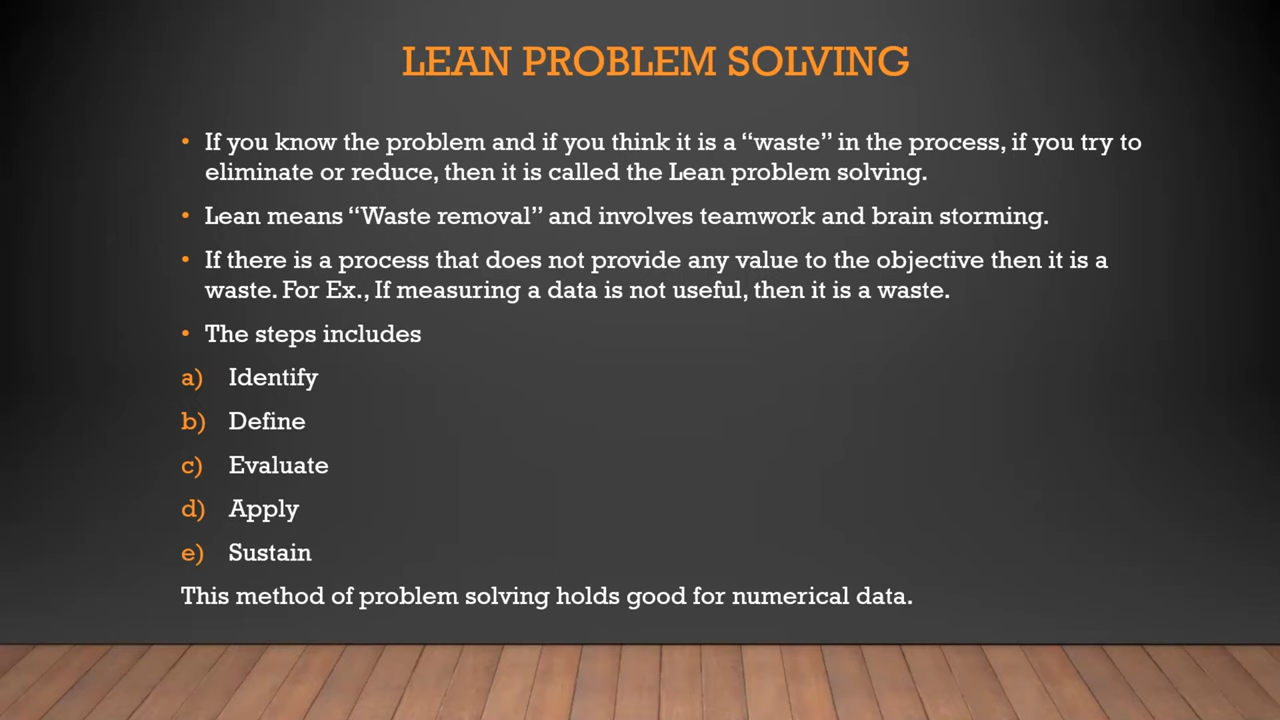 LEAN PROBLEM SOLVING
• If you know the problem and if you think it is a “waste” in the process, if you try to
eliminate or reduce, then it is called the Lean problem solving.
• Lean means “Waste removal” and involves teamwork and brain storming.
• If there is a process that does not provide any value to the objective then it is a
waste. For Ex., If measuring a data is not useful, then it is a waste.
• The steps includes
a) Identify
b) Define
c) Evaluate
d) Apply
e) Sustain
This method of problem solving holds good for numerical data.